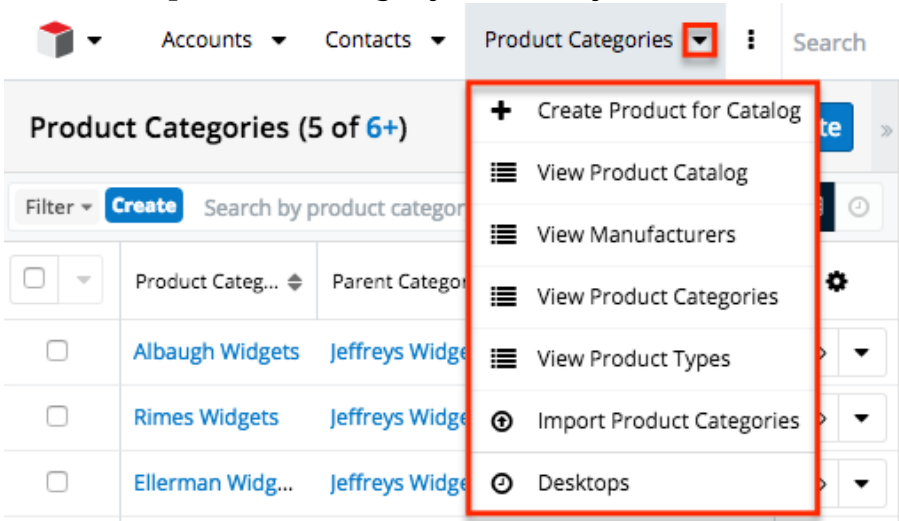 Accounts Contacts Product Categories Search
Product Categories (5 of 6+)
Create Product for Catalog
View Product Catalog
Filter Create Search by product categor
View Manufacturers
Product Categ... Parent Categor
View Product Categories
Albaugh Widgets Jeffreys Widge
View Product Types
Rimes Widgets Jeffreys Widge
Import Product Categories
Ellerman Widg... Jeffreys Widge
Desktops